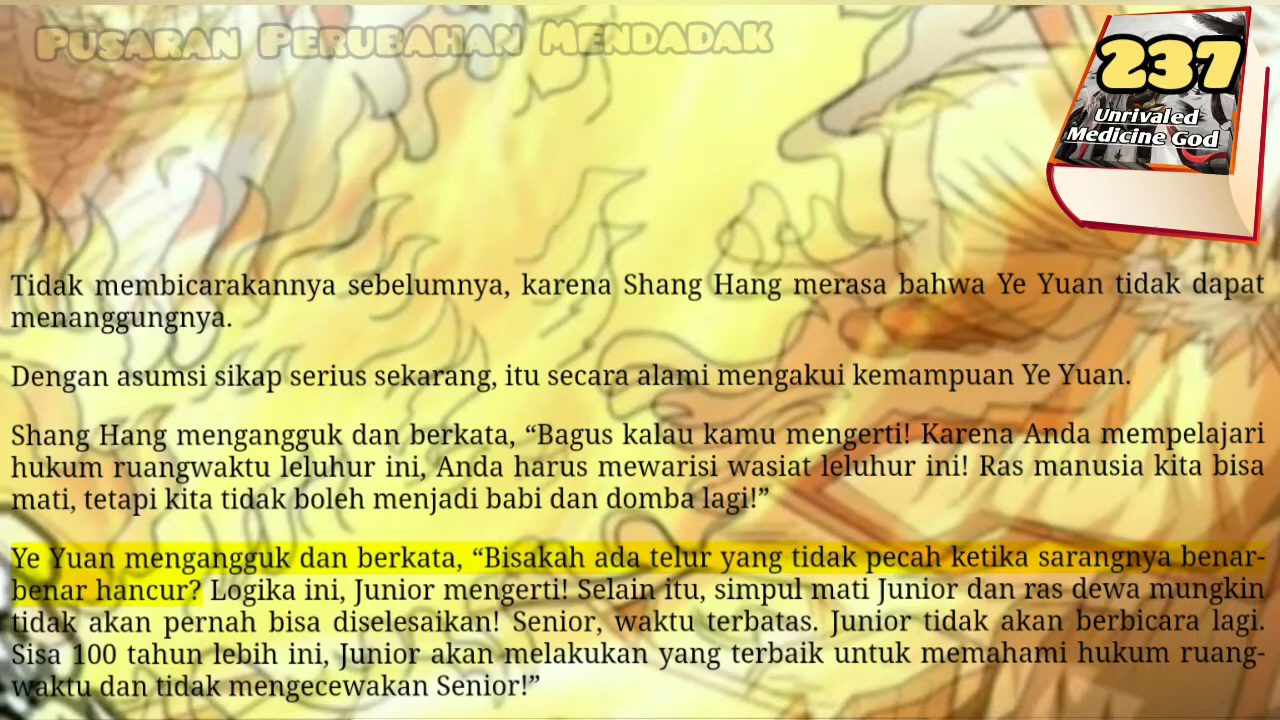 Pusaran Perubahan Mendadak
237
Unrivaled
Medicine God
Tidak membicarakannya sebelumnya, karena Shang Hang merasa bahwa Ye Yuan tidak dapat
menanggungnya.
Dengan asumsi sikap serius sekarang, itu secara alami mengakui kemampuan Ye Yuan.
Shang Hang mengangguk dan berkata, “Bagus kalau kamu mengerti! Karena Anda mempelajari
hukum ruangwaktu leluhur ini, Anda harus mewarisi wasiat leluhur ini! Ras manusia kita bisa
mati, tetapi kita tidak boleh menjadi babi dan domba lagi!”
Ye Yuan mengangguk dan berkata, “Bisakah ada telur yang tidak pecah ketika sarangnya benar-
benar hancur? Logika ini, Junior mengerti! Selain itu, simpul mati Junior dan ras dewa mungkin
tidak akan pernah bisa diselesaikan! Senior, waktu terbatas. Junior tidak akan berbicara lagi.
Sisa 100 tahun lebih ini, Junior akan melakukan yang terbaik untuk memahami hukum ruang-
waktu dan tidak mengecewakan Senior!”